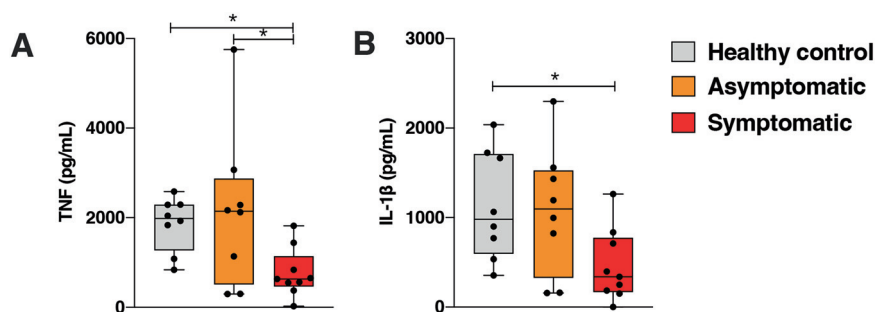 A
TNF (pg/mL)
6000
4000
2000
0
*
*
B
IL-1β (pg/mL)
3000
2000
1000
0
*
Healthy control
Asymptomatic
Symptomatic